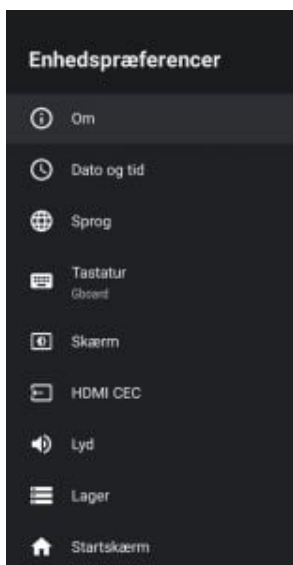 Enhedspræferencer
Om
Dato og tid
Sprog
Tastatur
Gboard
Skærm
HDMI CEC
Lyd
Lager
Startskærm